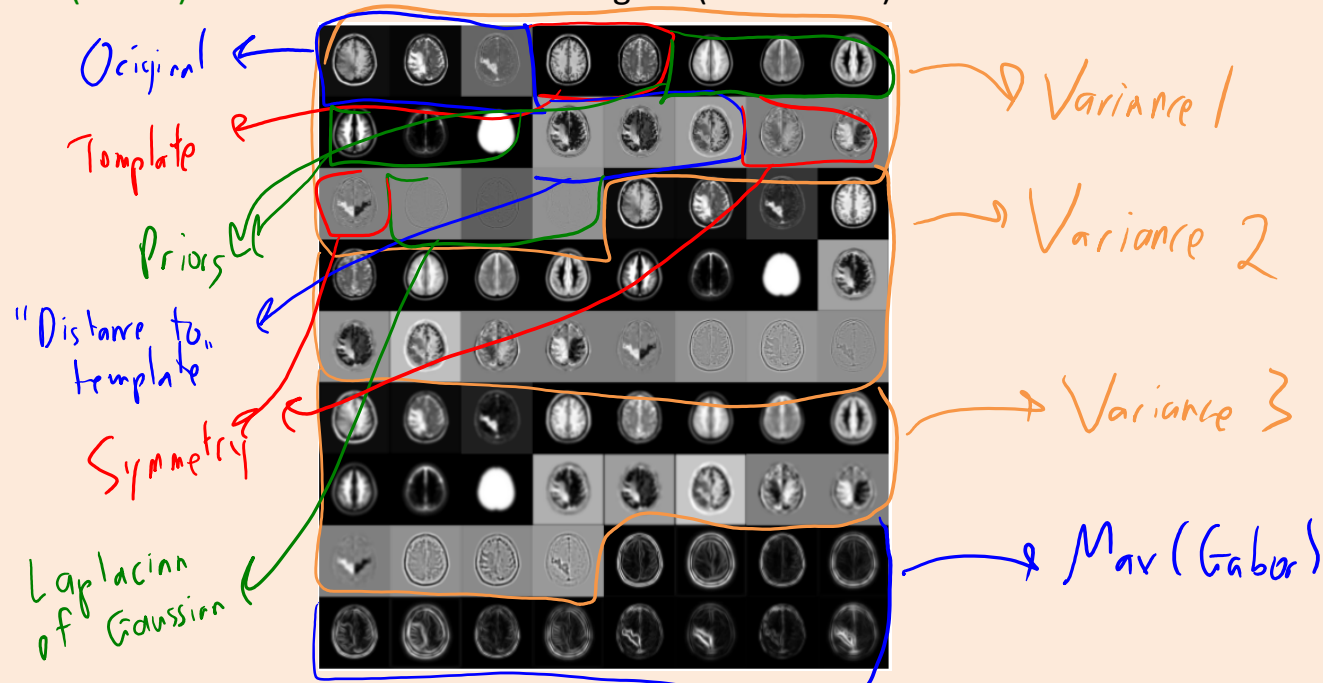 Original
Template
Priors
"Distance to
template"
Symmetry
Laplacian
of Gaussian
Variance 1
Variance 2
Variance 3
Max (Gabor)